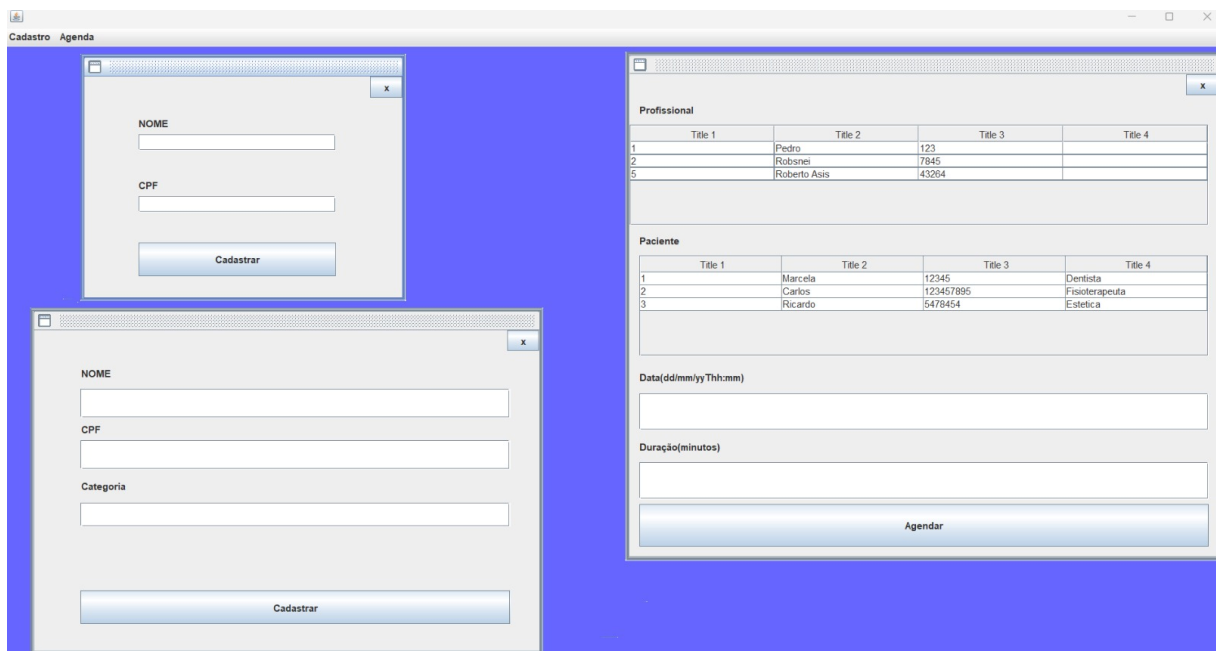 Cadastro Agenda
x
NOME
CPF
Cadastrar
x
NOME
CPF
Categoria
Cadastrar
x
Profissional
Title 1 Title 2 Title 3 Title 4
1 Pedro 123
2 Robsnei 7845
5 Roberto Asis 43264
Paciente
Title 1 Title 2 Title 3 Title 4
1 Marcela 12345 Dentista
2 Carlos 123457895 Fisioterapeuta
3 Ricardo 5478454 Estetica
Data(dd/mm/yyThh:mm)
Duração(minutos)
Agendar